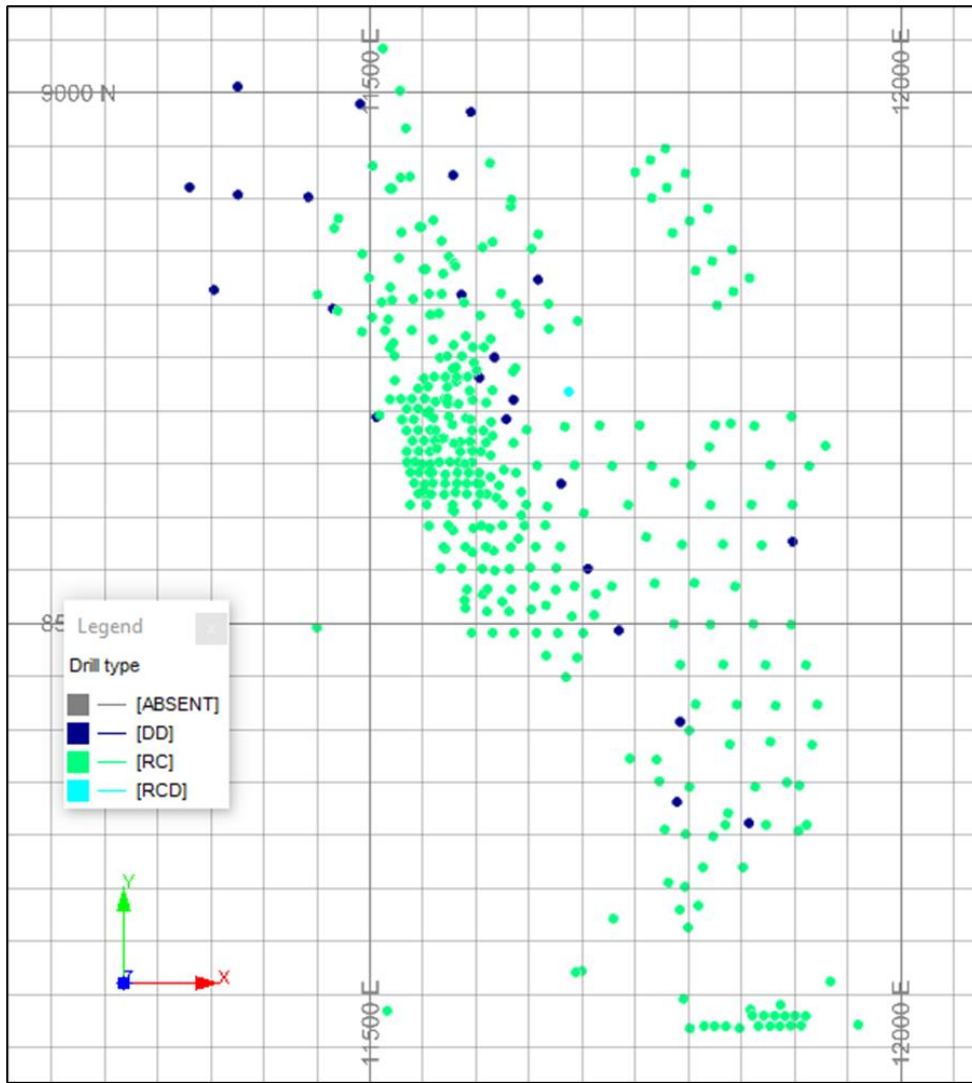 11500 E
12000 E
9000 N
85
Legend
x
Drill type
[ABSENT]
[DD]
[RC]
[RCD]
Y
Z
X
11500 E
12000 E